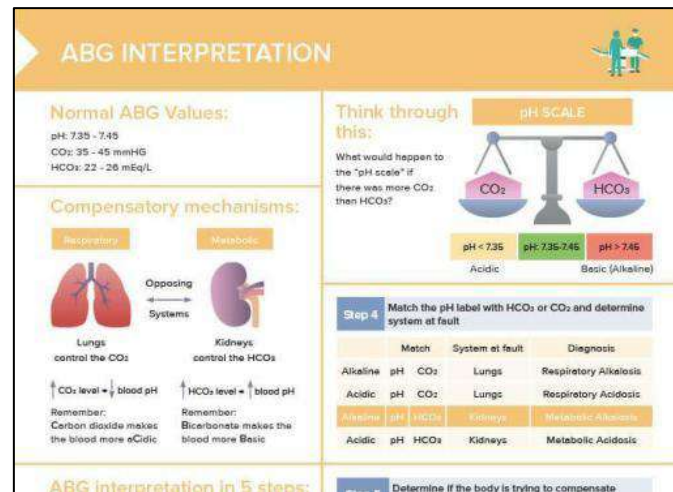 ABG INTERPRETATION
Normal ABG Values:
pH: 7.35 - 7.45
CO₂: 35 - 45 mmHG
HCO₃: 22 - 26 mEq/L
Compensatory mechanisms:
Respiratory
Metabolic
Opposing
Systems
Lungs
control the CO₂
Kidneys
control the HCO₃
↑CO₂ level → ↓ blood pH
↑HCO₃ level → ↑ blood pH
Remember:
Carbon dioxide makes
the blood more aCidic
Remember:
Bicarbonate makes the
blood more Basic
ABG interpretation in 5 steps:
Think through
this:
What would happen to
the "pH scale" if
there was more CO₂
than HCO₃?
pH SCALE
CO₂
HCO₃
pH < 7.35
pH: 7.35-7.45
pH > 7.45
Acidic
Basic (Alkaline)
Step 4
Match the pH label with HCO₃ or CO₂ and determine
system at fault
Match System at fault Diagnosis
Alkaline pH CO₂ Lungs Respiratory Alkalosis
Acidic pH CO₂ Lungs Respiratory Acidosis
Alkaline pH HCO₃ Kidneys Metabolic Alkalosis
Acidic pH HCO₃ Kidneys Metabolic Acidosis
Determine if the body is trying to compensate